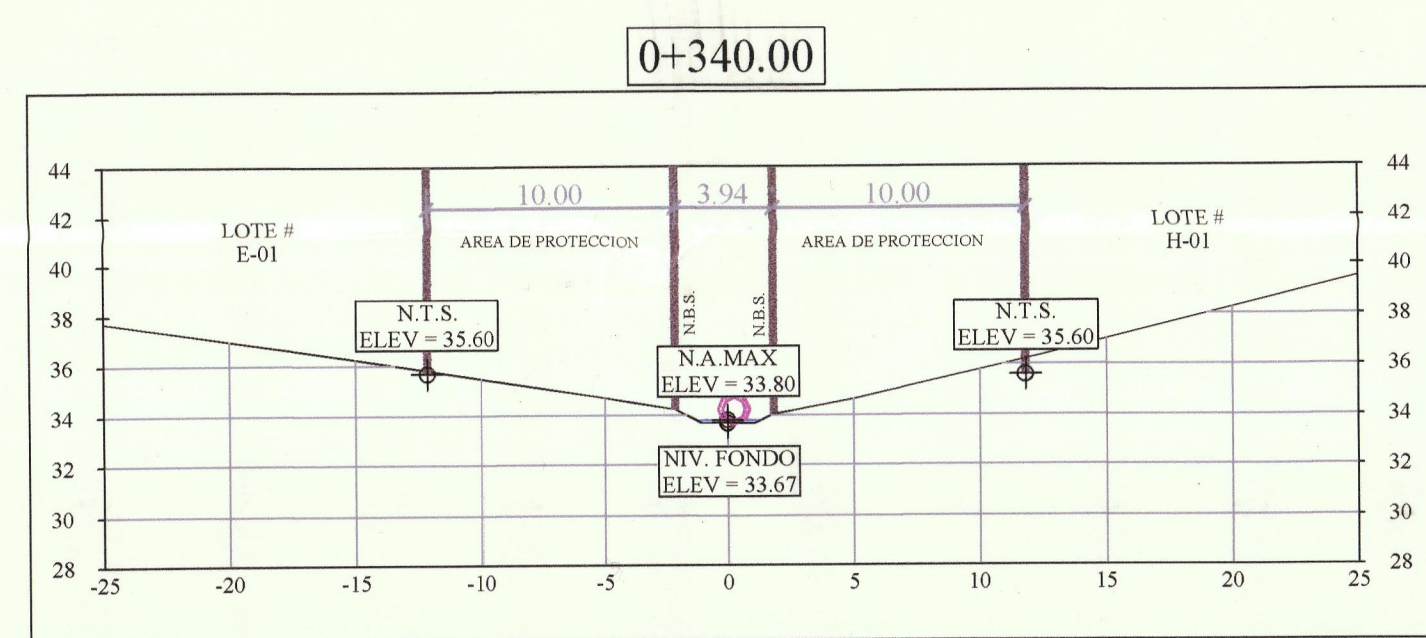 0+340.00
44
44
10.00
3.94
10.00
42
42
LOTE #
E-01
LOTE #
H-01
AREA DE PROTECCION
AREA DE PROTECCION
40
40
N.B.S.
N.B.S.
38
38
N.T.S.
ELEV = 35.60
N.T.S.
ELEV = 35.60
36
36
N.A.MAX
ELEV = 33.80
34
34
NIV. FONDO
ELEV = 33.67
32
32
30
30
28
28
-25
-20
-15
-10
-5
0
5
10
15
20
25